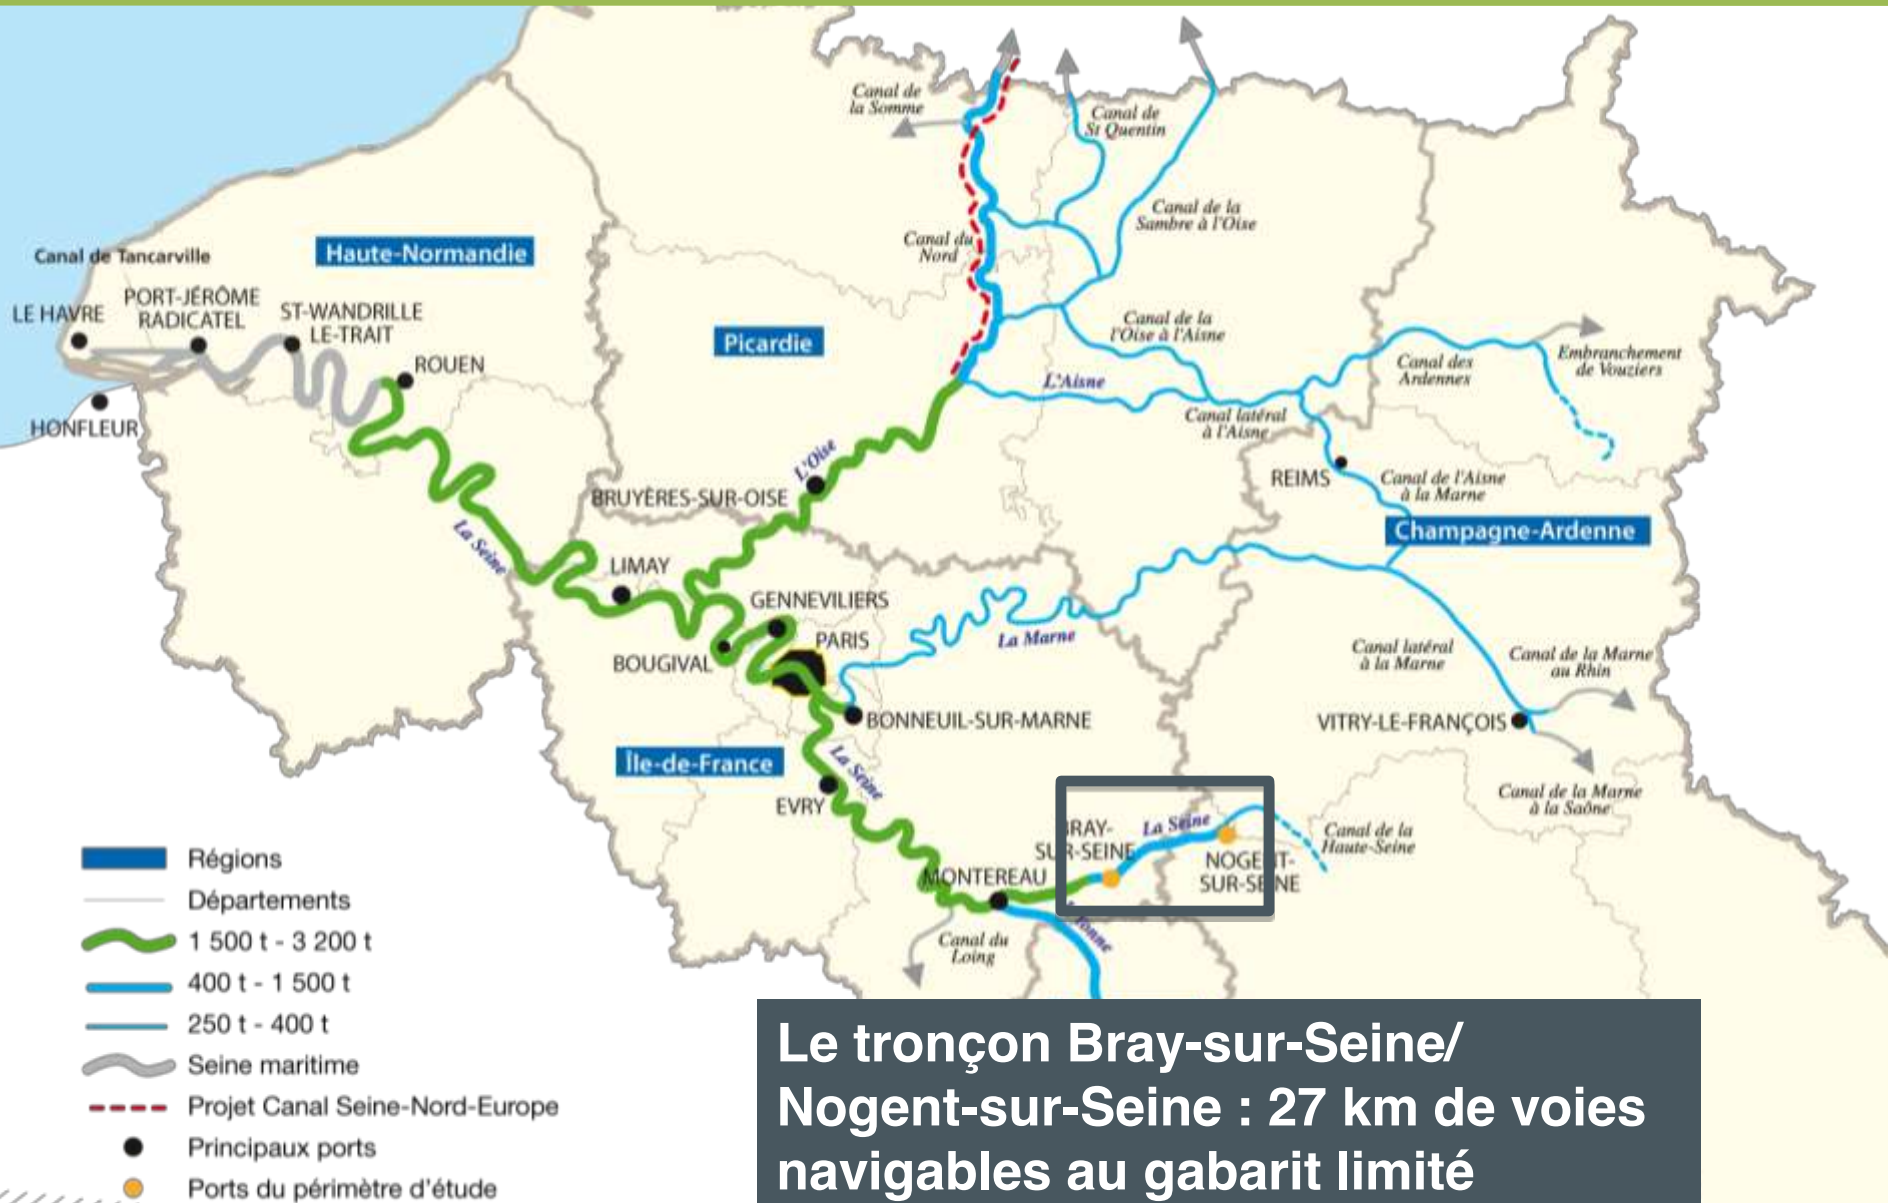 Canal de
la Somme
Canal de
St Quentin
Canal de la
Sambre à l'Oise
Canal du
Nord
Canal de Tancarville
Haute-Normandie
LE HAVRE
PORT-JÉRÔME
RADICATEL
ST-WANDRILLE
LE-TRAIT
ROUEN
HONFLEUR
Picardie
Canal de la
l'Oise à l'Aisne
L'Aisne
Canal latéral
à l'Aisne
Canal des
Ardennes
Embranchement
de Vouziers
L'Oise
BRUYÈRES-SUR-OISE
REIMS
Canal de l'Aisne
à la Marne
Champagne-Ardenne
La Seine
LIMAY
GENNEVILIERS
PARIS
BOUGIVAL
La Marne
Canal latéral
à la Marne
Canal de la Marne
au Rhin
BONNEUIL-SUR-MARNE
VITRY-LE-FRANÇOIS
Île-de-France
La Seine
EVRY
Canal de la Marne
à la Saône
BRAY-
SUR-SEINE
La Seine
NOGENT-
SUR-SEINE
Canal de la
Haute-Seine
MONTEREAU
Canal du
Loing
Yonne
Régions
Départements
1 500 t - 3 200 t
400 t - 1 500 t
250 t - 400 t
Seine maritime
Projet Canal Seine-Nord-Europe
Principaux ports
Ports du périmètre d'étude
Le tronçon Bray-sur-Seine/
Nogent-sur-Seine : 27 km de voies
navigables au gabarit limité